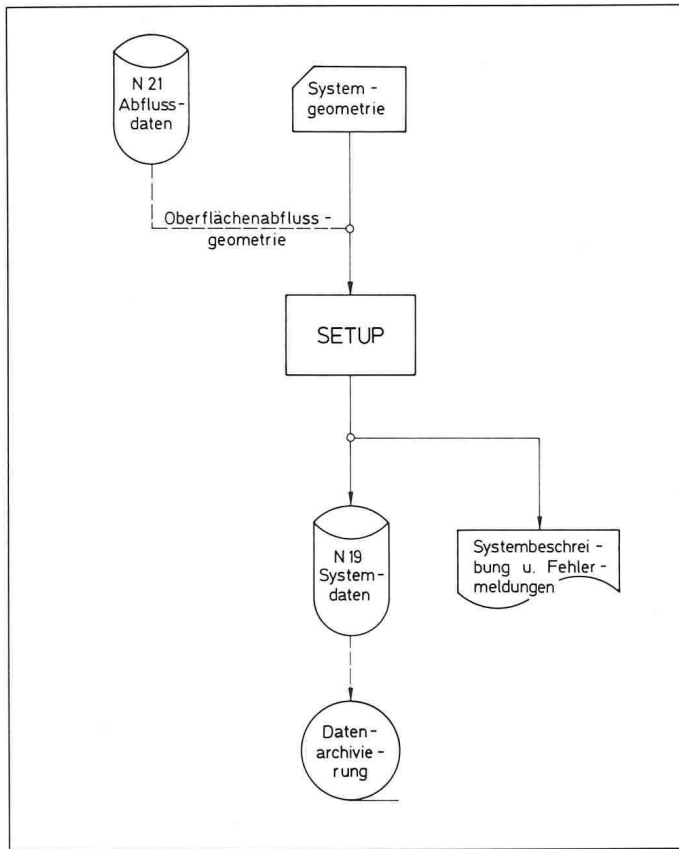 N 21
Abfluss-
daten
System-
geometrie
Oberflächenabfluss-
geometrie
SETUP
N 19
System-
daten
Systembeschrei-
bung u. Fehler-
meldungen
Daten-
archivie-
rung